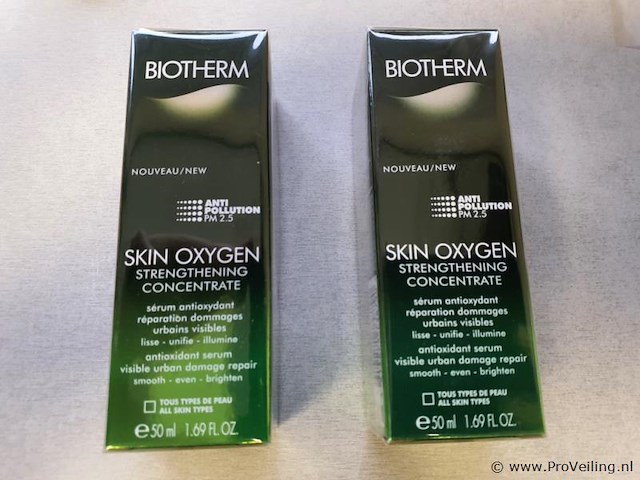 BIOTHERM
NOUVEAU/NEW
ANTI
POLLUTION
PM 2.5
SKIN OXYGEN
STRENGTHENING
CONCENTRATE
sérum antioxydant
réparation dommages
urbains visibles
lisse - unifie - illumine
antioxidant serum
visible urban damage repair
smooth - even - brighten
TOUS TYPES DE PEAU
ALL SKIN TYPES
e50 ml 1.69 FL.OZ.
BIOTHERM
NOUVEAU/NEW
ANTI
POLLUTION
PM 2.5
SKIN OXYGEN
STRENGTHENING
CONCENTRATE
sérum antioxydant
réparation dommages
urbains visibles
lisse - unifie - illumine
antioxidant serum
visible urban damage repair
smooth - even - brighten
TOUS TYPES DE PEAU
ALL SKIN TYPES
e50 ml 1.69 FL.OZ.
© www.ProVeiling.nl